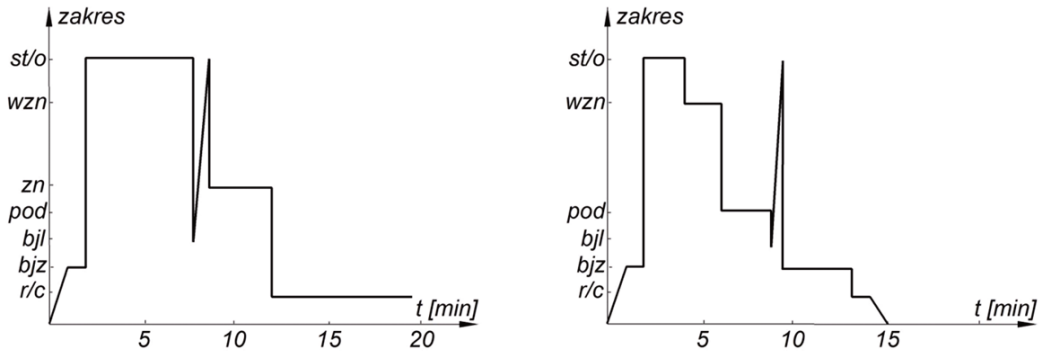 zakres
st/o
wzn
zn
pod
bjl
bjz
r/c
t [min]
5 10 15 20
zakres
st/o
wzn
pod
bjl
bjz
r/c
t [min]
5 10 15